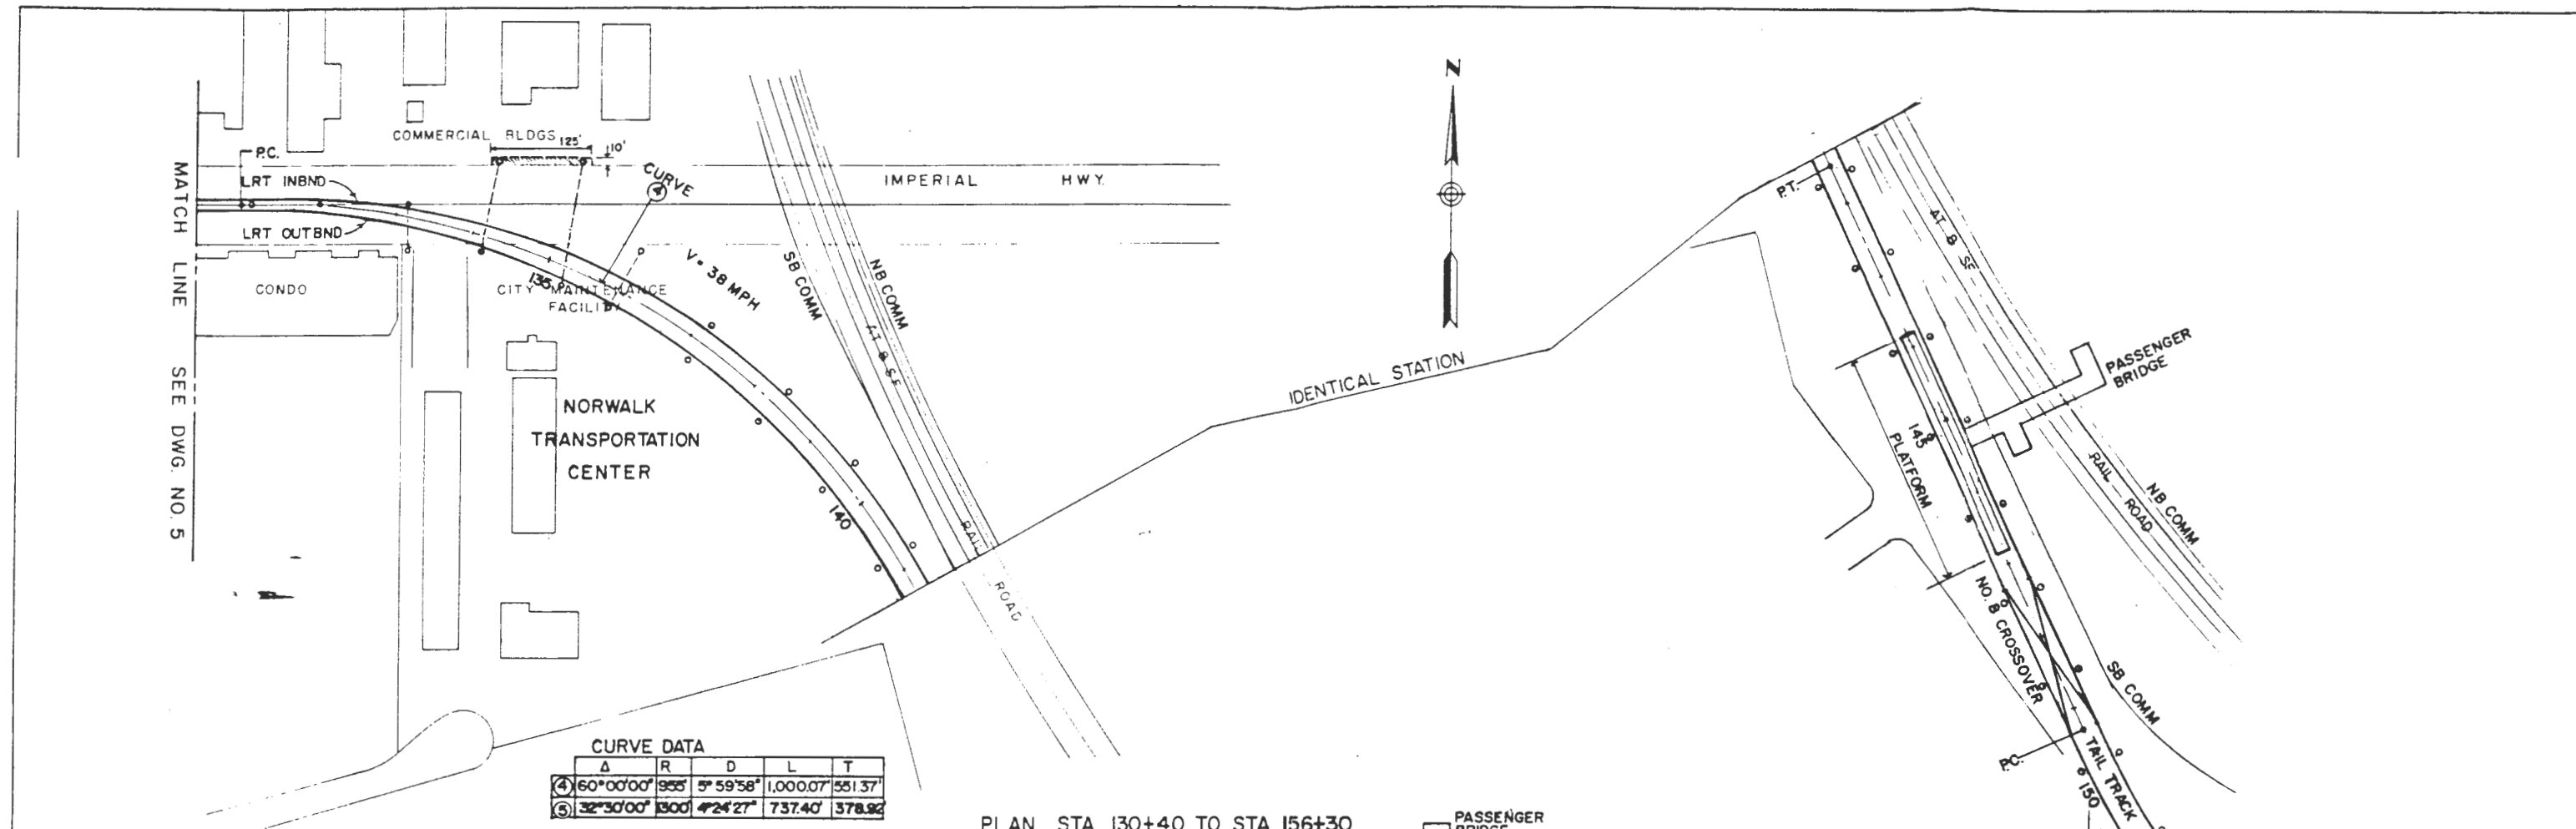 N
COMMERCIAL BLDGS.
125'
10'
P.C.
CURVE
4
LRT INBND
IMPERIAL HWY.
LRT OUTBND
MATCH LINE SEE DWG. NO. 5
CONDO
135
CITY MAINTENANCE
FACILITY
V = 38 MPH
SB COMM
NB COMM
AT & SF
RAIL
ROAD
NORWALK
TRANSPORTATION
CENTER
140
IDENTICAL STATION
P.T.
AT & SF
PASSENGER
BRIDGE
145
PLATFORM
RAIL
ROAD
NB COMM
NO. 8 CROSSOVER
SB COMM
P.C.
TAIL TRACK
150
CURVE DATA
Δ R D L T
4 60°00'00" 955' 5°59'58" 1,000.07' 551.37'
5 32°30'00" 1300' 4°24'27" 737.40' 378.92'
PLAN STA. 130+40 TO STA. 156+30
PASSENGER
BRIDGE